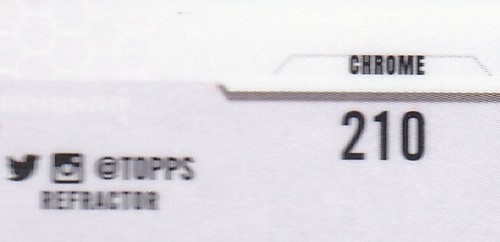 CHROME
210
@TOPPS
REFRACTOR